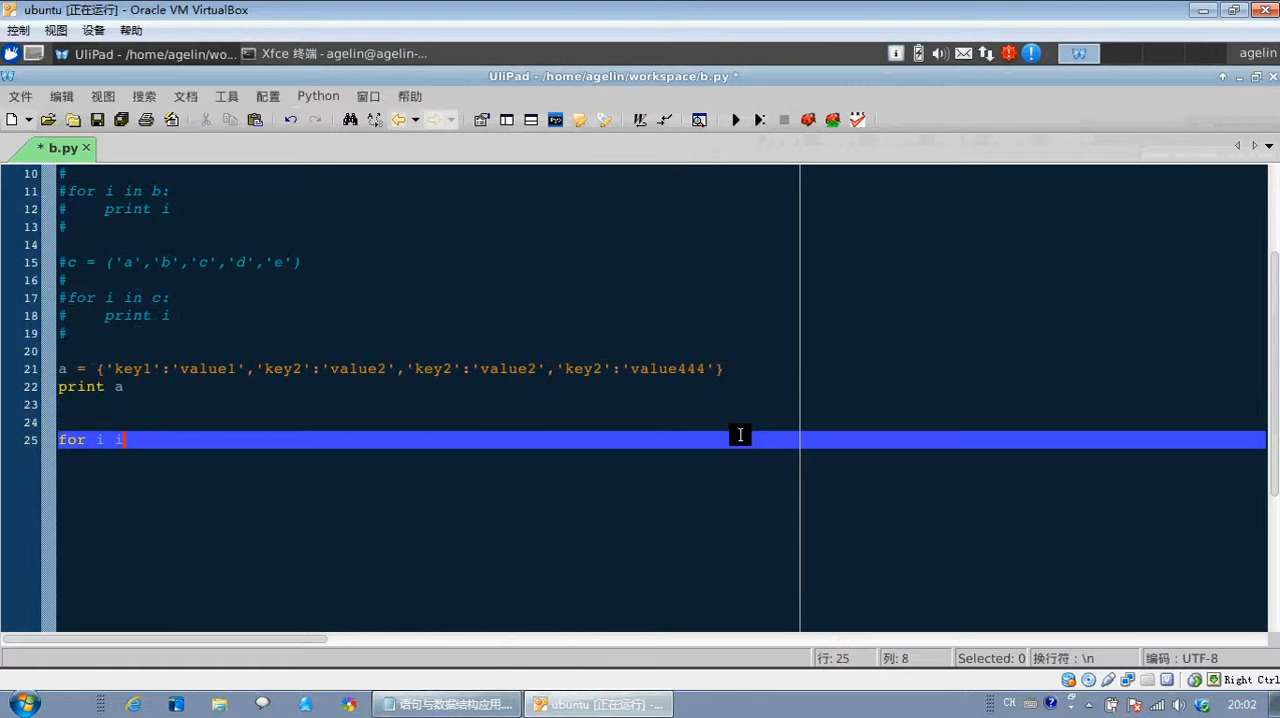 ubuntu [正在运行] - Oracle VM VirtualBox
控制 视图 设备 帮助
UliPad - /home/agelin/wo... Xfce 终端 - agelin@agelin-... agelin
UliPad - /home/agelin/workspace/b.py *
文件 编辑 视图 搜索 文档 工具 配置 Python 窗口 帮助
* b.py
10 #
11 #for i in b:
12 #    print i
13 #
14
15 #c = ('a','b','c','d','e')
16 #
17 #for i in c:
18 #    print i
19 #
20
21 a = {'key1':'value1','key2':'value2','key2':'value2','key2':'value444'}
22 print a
23
24
25 for i i
行: 25 列: 8 Selected: 0 换行符：\n 编码：UTF-8
Right Ctrl
语句与数据结构应用.... ubuntu [正在运行] -... CH 20:02